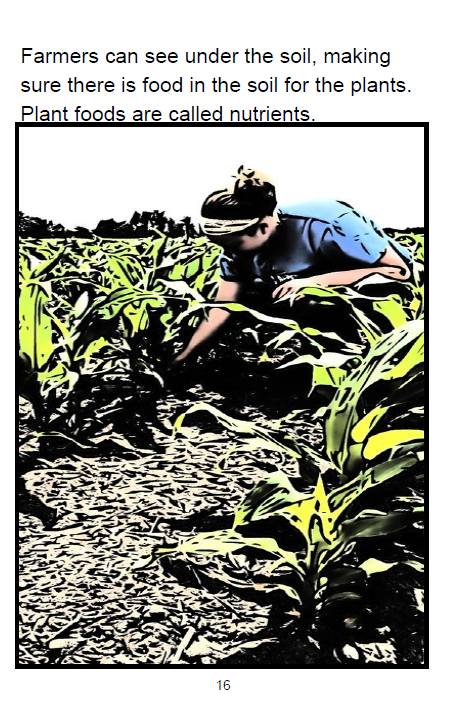 Farmers can see under the soil, making
sure there is food in the soil for the plants.
Plant foods are called nutrients.
16